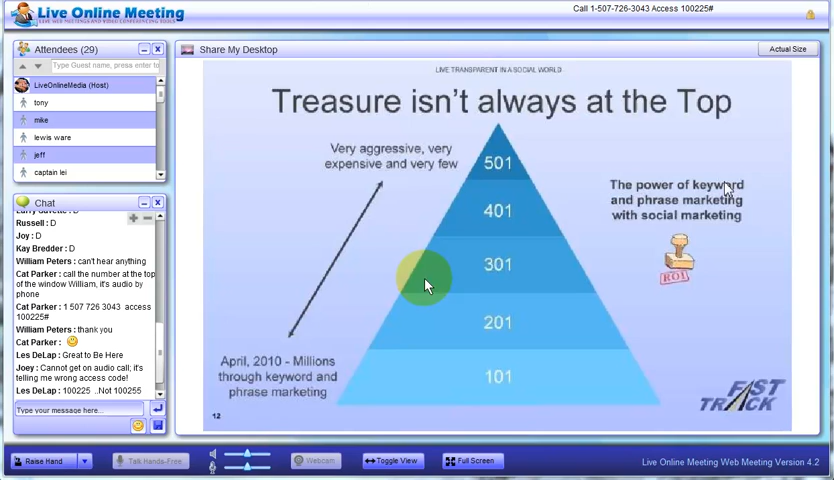 Live Online Meeting
LIVE WEB MEETINGS AND VIDEO CONFERENCING TOOLS
Call 1-507-726-3043 Access 100225#
Attendees (29)
Type Guest name, press enter to
LiveOnlineMedia (Host)
tony
mike
lewis ware
jeff
captain lei
Chat
Russell : D
Joy : D
Kay Bredder : D
William Peters : can't hear anything
Cat Parker : call the number at the top
of the window William, it's audio by
phone
Cat Parker : 1 507 726 3043 access
100225#
William Peters : thank you
Cat Parker :
Les DeLap : Great to Be Here
Joey : Cannot get on audio call; it's
telling me wrong access code!
Les DeLap : 100225 ..Not 100255
Type your message here...
Share My Desktop
Actual Size
LIVE TRANSPARENT IN A SOCIAL WORLD
Treasure isn't always at the Top
Very aggressive, very
expensive and very few
501
401
301
201
101
The power of keyword
and phrase marketing
with social marketing
ROI
April, 2010 - Millions
through keyword and
phrase marketing
12
FAST
TRACK
Raise Hand
Talk Hands-Free
Webcam
Toggle View
Full Screen
Live Online Meeting Web Meeting Version 4.2